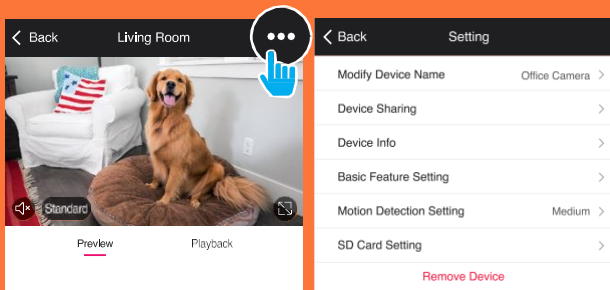 Back
Living Room
Standard
Preview
Playback
Back
Setting
Modify Device Name
Office Camera
Device Sharing
Device Info
Basic Feature Setting
Motion Detection Setting
Medium
SD Card Setting
Remove Device